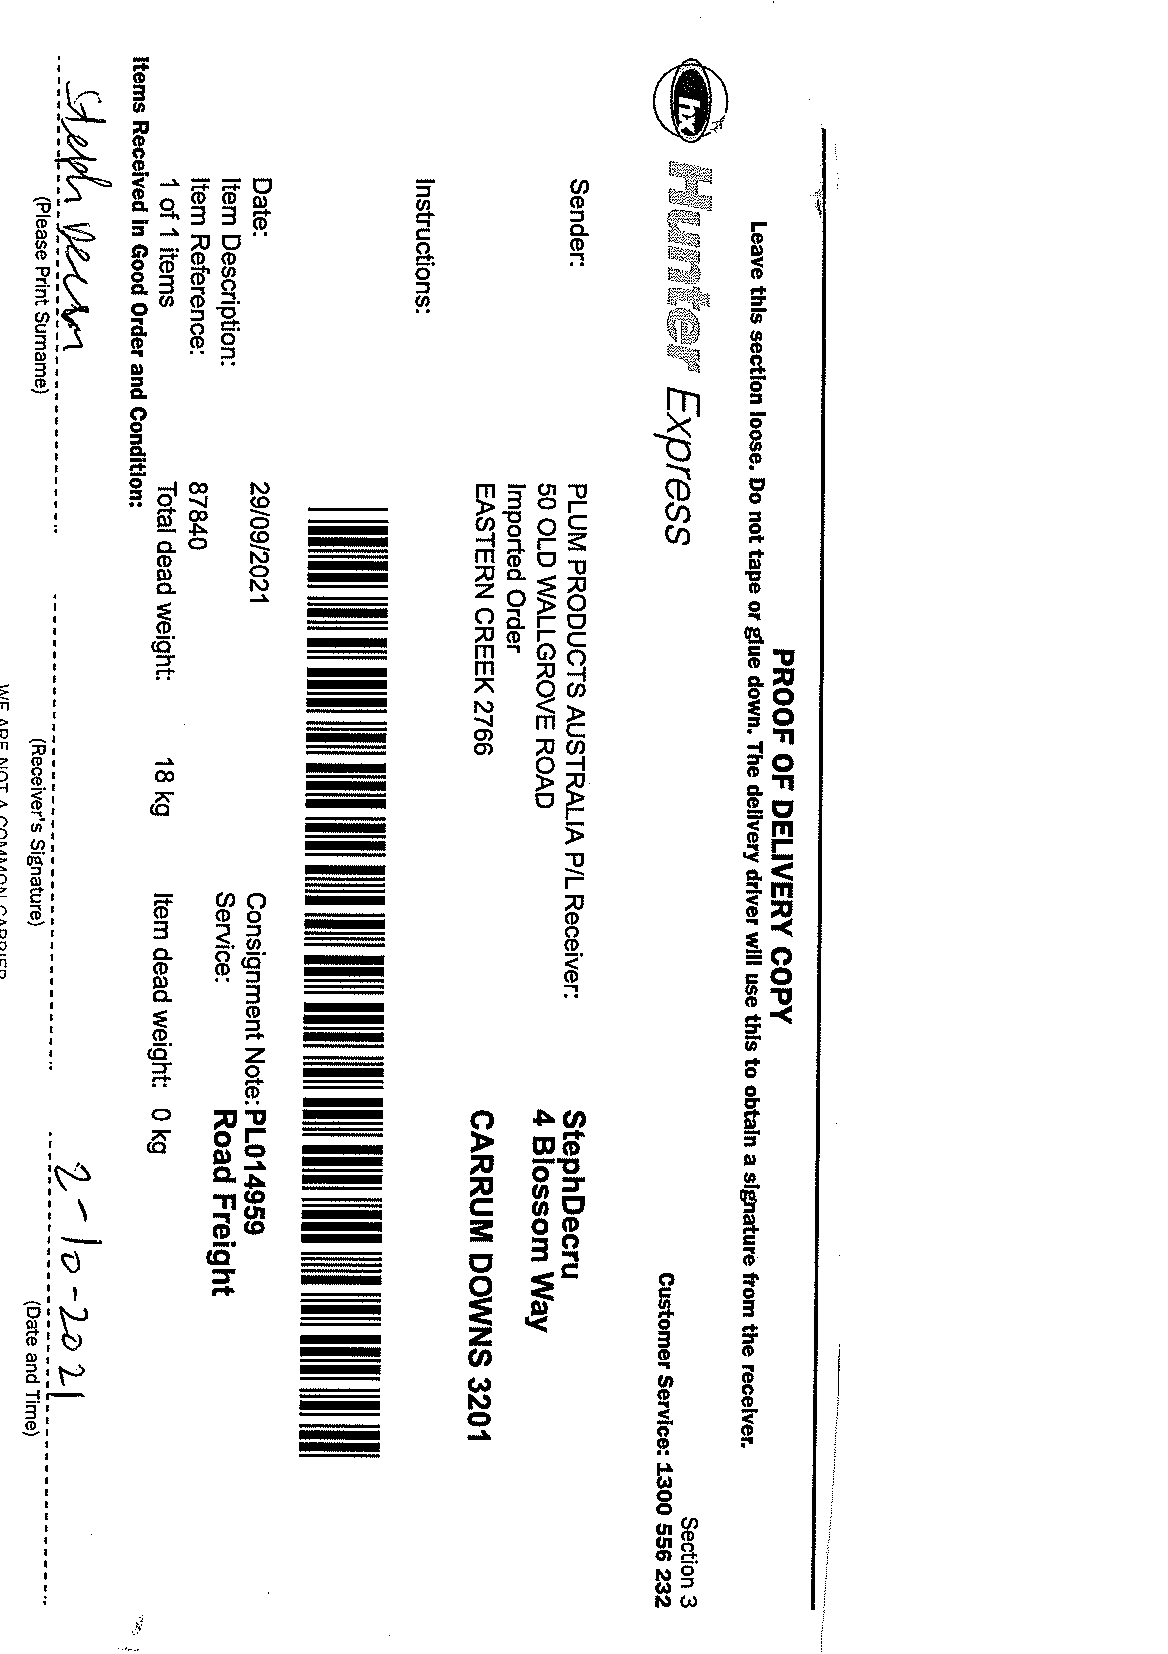 PROOF OF DELIVERY COPY
Leave this section loose. Do not tape or glue down. The delivery driver will use this to obtain a signature from the receiver.
Section 3
hx Hunter Express
Customer Service: 1300 556 232
Sender: PLUM PRODUCTS AUSTRALIA P/L Receiver: StephDecru
50 OLD WALLGROVE ROAD 4 Blossom Way
Imported Order
EASTERN CREEK 2766 CARRUM DOWNS 3201
Instructions:
Date: 29/09/2021 Consignment Note: PL014959
Item Description: Service: Road Freight
Item Reference: 87840
1 of 1 items Total dead weight: 18 kg Item dead weight: 0 kg
Items Received in Good Order and Condition:
Steph 2-10-2021
(Please Print Surname) (Receiver's Signature) (Date and Time)
WE ARE NOT A COMMON CARRIER